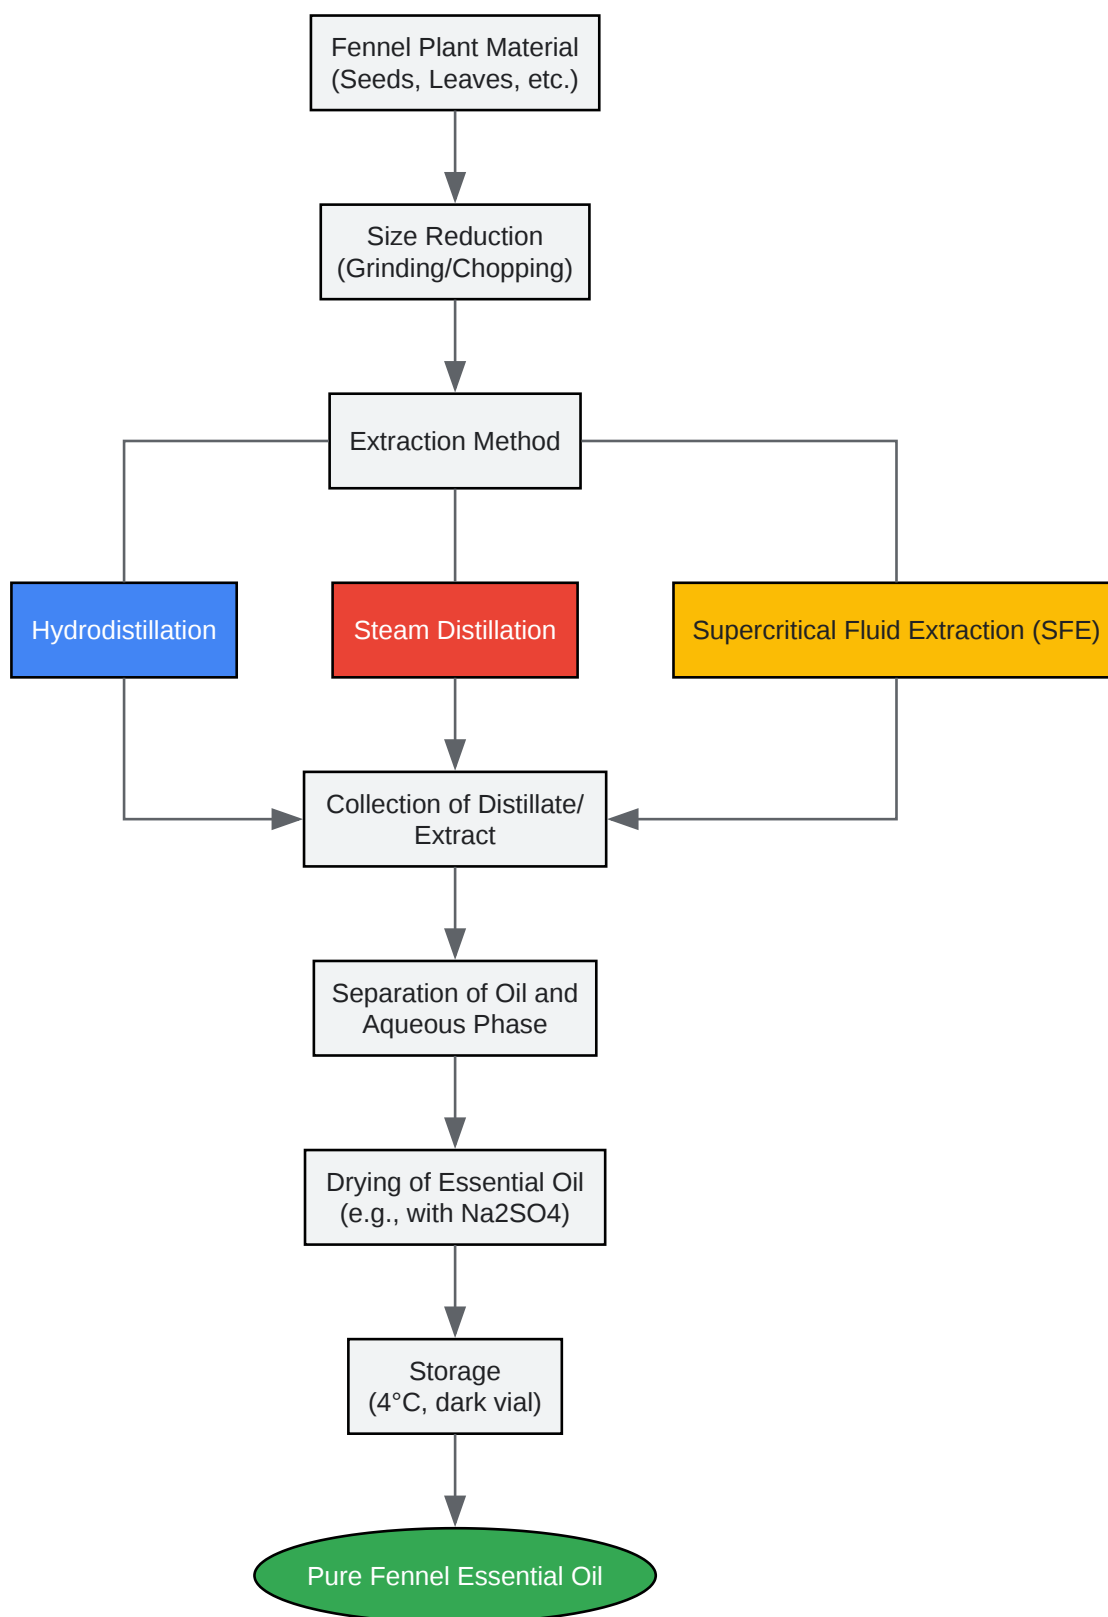 Fennel Plant Material
(Seeds, Leaves, etc.)
Size Reduction
(Grinding/Chopping)
Extraction Method
Hydrodistillation
Steam Distillation
Supercritical Fluid Extraction (SFE)
Collection of Distillate/
Extract
Separation of Oil and
Aqueous Phase
Drying of Essential Oil
(e.g., with Na2SO4)
Storage
(4°C, dark vial)
Pure Fennel Essential Oil